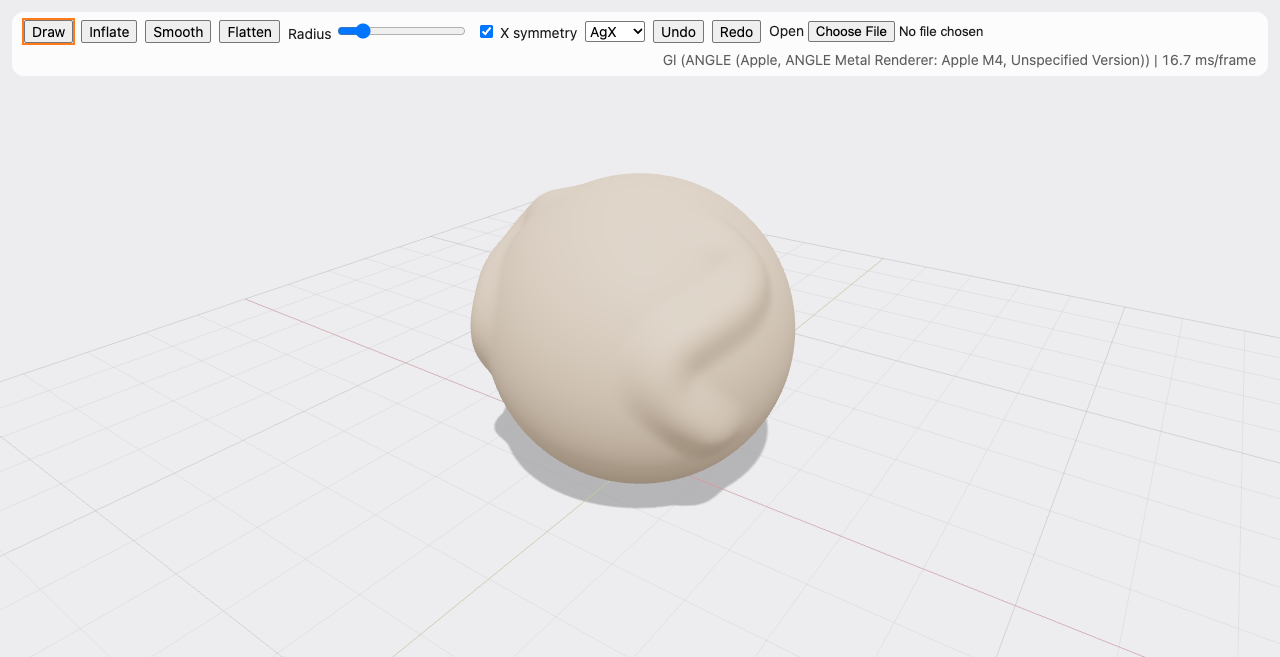 Draw Inflate Smooth Flatten Radius X symmetry AgX Undo Redo Open Choose File No file chosen
GI (ANGLE (Apple, ANGLE Metal Renderer: Apple M4, Unspecified Version)) | 16.7 ms/frame